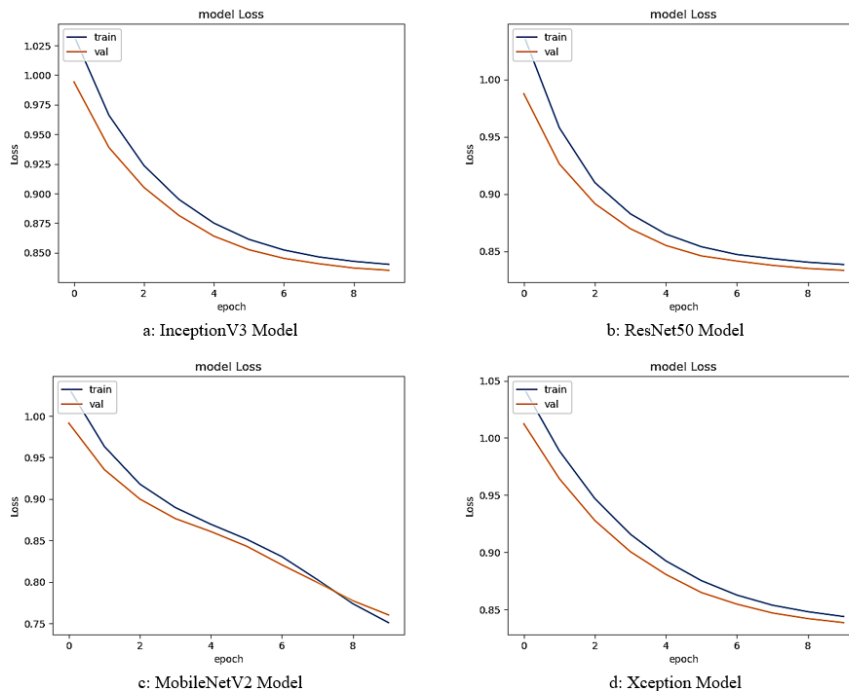 model Loss
train
val
1.025
1.000
0.975
0.950
0.925
0.900
0.875
0.850
Loss
0 2 4 6 8
epoch
a: InceptionV3 Model
model Loss
train
val
1.00
0.95
0.90
0.85
Loss
0 2 4 6 8
epoch
b: ResNet50 Model
model Loss
train
val
1.00
0.95
0.90
0.85
0.80
0.75
Loss
0 2 4 6 8
epoch
c: MobileNetV2 Model
model Loss
train
val
1.05
1.00
0.95
0.90
0.85
Loss
0 2 4 6 8
epoch
d: Xception Model